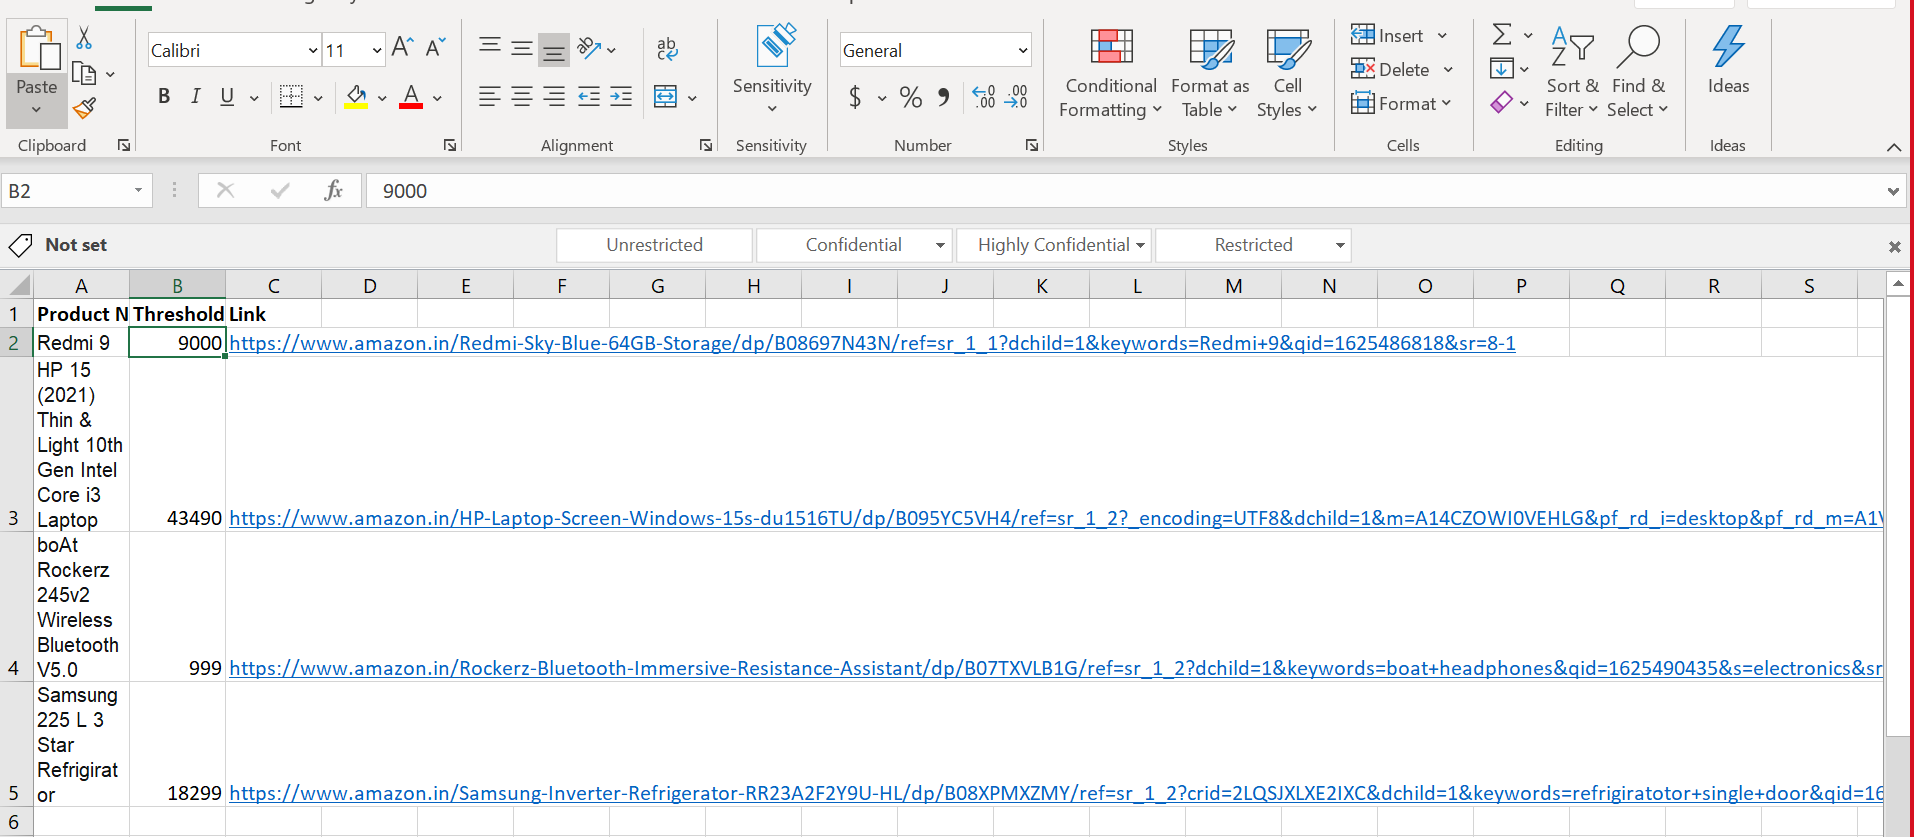 Calibri
11
General
Paste
B I U
A
ab
Sensitivity
$ % 9
.00
Conditional
Formatting
Format as
Table
Cell
Styles
Insert
Delete
Format
Sort &
Filter
Find &
Select
Ideas
Clipboard
Font
Alignment
Sensitivity
Number
Styles
Cells
Editing
Ideas
B2
fx
9000
Not set
Unrestricted
Confidential
Highly Confidential
Restricted
A B C D E F G H I J K L M N O P Q R S
1 Product N Threshold Link
2 Redmi 9 9000 https://www.amazon.in/Redmi-Sky-Blue-64GB-Storage/dp/B08697N43N/ref=sr_1_1?dchild=1&keywords=Redmi+9&qid=1625486818&sr=8-1
HP 15
(2021)
Thin &
Light 10th
Gen Intel
Core i3
3 Laptop 43490 https://www.amazon.in/HP-Laptop-Screen-Windows-15s-du1516TU/dp/B095YC5VH4/ref=sr_1_2?_encoding=UTF8&dchild=1&m=A14CZOWI0VEHLG&pf_rd_i=desktop&pf_rd_m=A1
boAt
Rockerz
245v2
Wireless
Bluetooth
4 V5.0 999 https://www.amazon.in/Rockerz-Bluetooth-Immersive-Resistance-Assistant/dp/B07TXVLB1G/ref=sr_1_2?dchild=1&keywords=boat+headphones&qid=1625490435&s=electronics&sr
Samsung
225 L 3
Star
Refrigirat
5 or 18299 https://www.amazon.in/Samsung-Inverter-Refrigerator-RR23A2F2Y9U-HL/dp/B08XPMXZMY/ref=sr_1_2?crid=2LQSJXLXE2IXC&dchild=1&keywords=refrigiratotor+single+door&qid=16
6